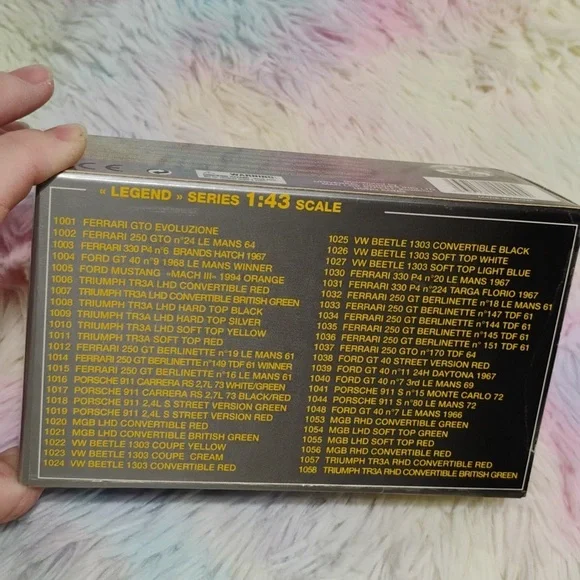 WARNING
« LEGEND » SERIES 1:43 SCALE
1001 FERRARI GTO EVOLUZIONE
1002 FERRARI 250 GTO n°24 LE MANS 64
1003 FERRARI 330 P4 n°6 BRANDS HATCH 1967
1004 FORD GT 40 n°9 1968 LE MANS WINNER
1005 FORD MUSTANG «MACH III» 1994 ORANGE
1006 TRIUMPH TR3A LHD CONVERTIBLE RED
1007 TRIUMPH TR3A LHD CONVERTIBLE BRITISH GREEN
1008 TRIUMPH TR3A LHD HARD TOP BLACK
1009 TRIUMPH TR3A LHD HARD TOP SILVER
1010 TRIUMPH TR3A LHD SOFT TOP YELLOW
1011 TRIUMPH TR3A SOFT TOP RED
1012 FERRARI 250 GT BERLINETTE n°19 LE MANS 61
1014 FERRARI 250 GT BERLINETTE n°149 TDF 61 WINNER
1015 FERRARI 250 GT BERLINETTE n°16 LE MANS 61
1016 PORSCHE 911 CARRERA RS 2,7L 73 WHITE/GREEN
1017 PORSCHE 911 CARRERA RS 2,7L 73 BLACK/RED
1018 PORSCHE 911 2,4L S STREET VERSION GREEN
1019 PORSCHE 911 2,4L S STREET VERSION RED
1020 MGB LHD CONVERTIBLE RED
1021 MGB LHD CONVERTIBLE BRITISH GREEN
1022 VW BEETLE 1303 COUPE YELLOW
1023 VW BEETLE 1303 COUPE CREAM
1024 VW BEETLE 1303 CONVERTIBLE RED
1025 VW BEETLE 1303 CONVERTIBLE BLACK
1026 VW BEETLE 1303 SOFT TOP WHITE
1027 VW BEETLE 1303 SOFT TOP LIGHT BLUE
1030 FERRARI 330 P4 n°20 LE MANS 1967
1031 FERRARI 330 P4 n°224 TARGA FLORIO 1967
1032 FERRARI 250 GT BERLINETTE n°18 LE MANS 61
1033 FERRARI 250 GT BERLINETTE n°147 TDF 61
1034 FERRARI 250 GT BERLINETTE n°144 TDF 61
1035 FERRARI 250 GT BERLINETTE n°145 TDF 61
1036 FERRARI 250 GT BERLINETTE n° 151 TDF 61
1037 FERRARI 250 GTO n°170 TDF 64
1038 FORD GT 40 STREET VERSION RED
1039 FORD GT 40 n°11 24H DAYTONA 1967
1040 FORD GT 40 n°7 3rd LE MANS 69
1041 PORSCHE 911 S n°15 MONTE CARLO 72
1044 PORSCHE 911 S n°80 LE MANS 72
1048 FORD GT 40 n°7 LE MANS 1966
1053 MGB RHD CONVERTIBLE GREEN
1054 MGB LHD SOFT TOP GREEN
1055 MGB LHD SOFT TOP RED
1056 MGB RHD CONVERTIBLE RED
1057 TRIUMPH TR3A RHD CONVERTIBLE RED
1058 TRIUMPH TR3A RHD CONVERTIBLE BRITISH GREEN